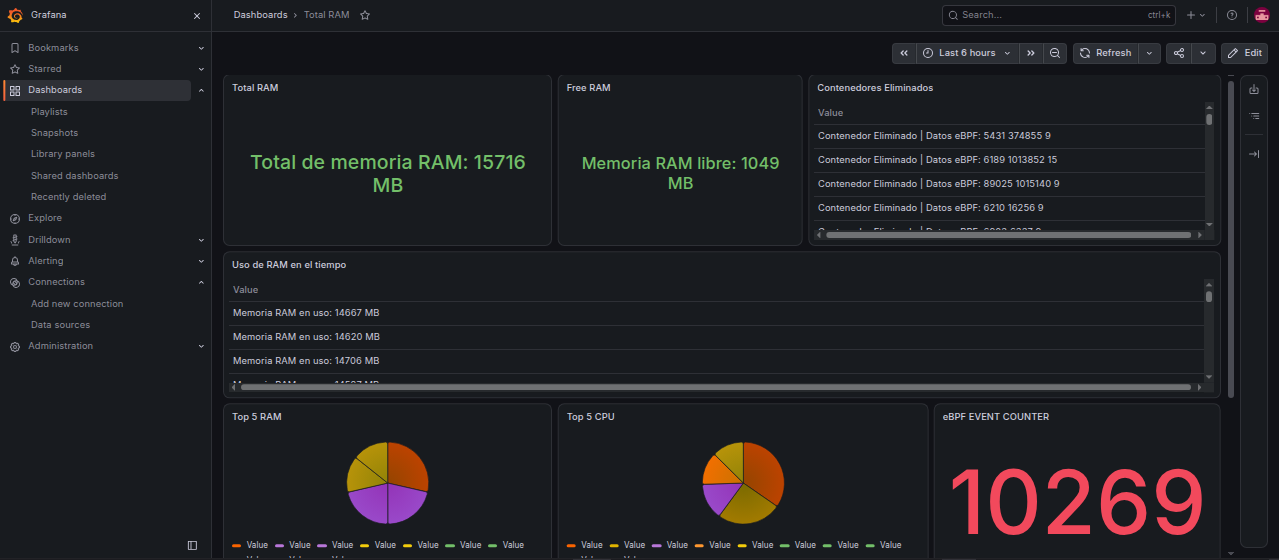 Grafana
Dashboards › Total RAM
Search...
ctrl+k
Bookmarks
Starred
Dashboards
Playlists
Snapshots
Library panels
Shared dashboards
Recently deleted
Explore
Drilldown
Alerting
Connections
Add new connection
Data sources
Administration
Last 6 hours
Refresh
Edit
Total RAM
Total de memoria RAM: 15716
MB
Free RAM
Memoria RAM libre: 1049
MB
Contenedores Eliminados
Value
Contenedor Eliminado | Datos eBPF: 5431 374855 9
Contenedor Eliminado | Datos eBPF: 6189 1013852 15
Contenedor Eliminado | Datos eBPF: 89025 1015140 9
Contenedor Eliminado | Datos eBPF: 6210 16256 9
Uso de RAM en el tiempo
Value
Memoria RAM en uso: 14667 MB
Memoria RAM en uso: 14620 MB
Memoria RAM en uso: 14706 MB
Top 5 RAM
Value Value Value Value Value Value Value
Top 5 CPU
Value Value Value Value Value Value Value Value
eBPF EVENT COUNTER
10269